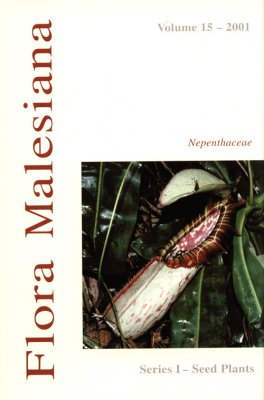 Flora Malesiana
Volume 15 – 2001
Nepenthaceae
Series I – Seed Plants